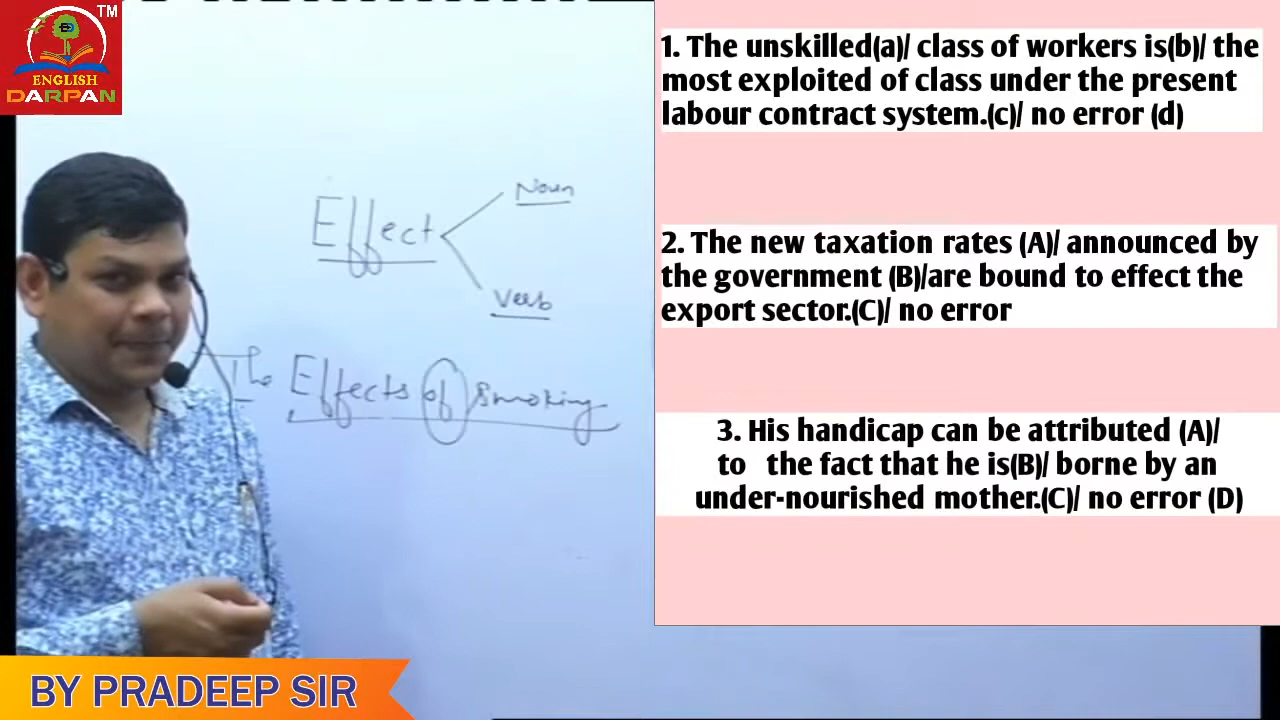 TM
ENGLISH
DARPAN
Effect
Noun
Verb
The Effects of Smoking
1. The unskilled(a)/ class of workers is(b)/ the
most exploited of class under the present
labour contract system.(c)/ no error (d)
2. The new taxation rates (A)/ announced by
the government (B)/are bound to effect the
export sector.(C)/ no error
3. His handicap can be attributed (A)/
to the fact that he is(B)/ borne by an
under-nourished mother.(C)/ no error (D)
BY PRADEEP SIR